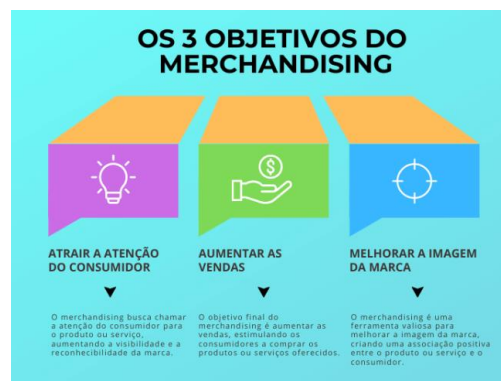 OS 3 OBJETIVOS DO
MERCHANDISING
$
ATRAIR A ATENÇÃO
DO CONSUMIDOR
O merchandising busca chamar
a atenção do consumidor para
o produto ou serviço,
aumentando a visibilidade e a
reconhecibilidade da marca.
AUMENTAR AS
VENDAS
O objetivo final do
merchandising é aumentar as
vendas, estimulando os
consumidores a comprar os
produtos ou serviços oferecidos.
MELHORAR A IMAGEM
DA MARCA
O merchandising é uma
ferramenta valiosa para
melhorar a imagem da marca,
criando uma associação positiva
entre o produto ou serviço e o
consumidor.